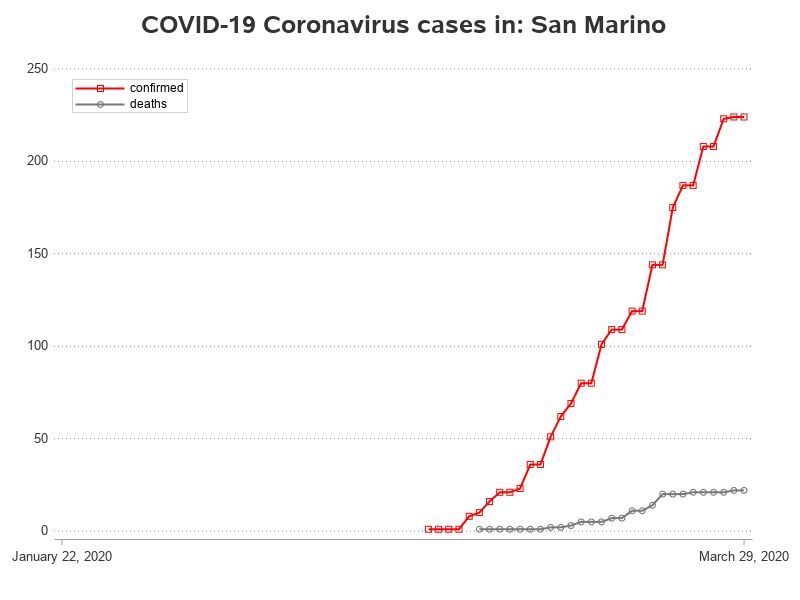 COVID-19 Coronavirus cases in: San Marino
250
confirmed
deaths
200
150
100
50
0
January 22, 2020
March 29, 2020